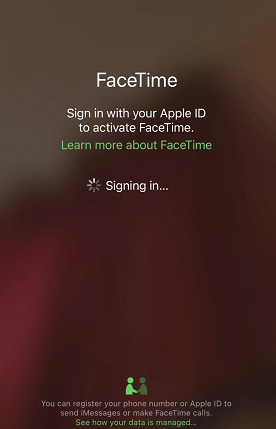 FaceTime
Sign in with your Apple ID
to activate FaceTime.
Learn more about FaceTime
Signing in...
You can register your phone number or Apple ID to
send iMessages or make FaceTime calls.
See how your data is managed...